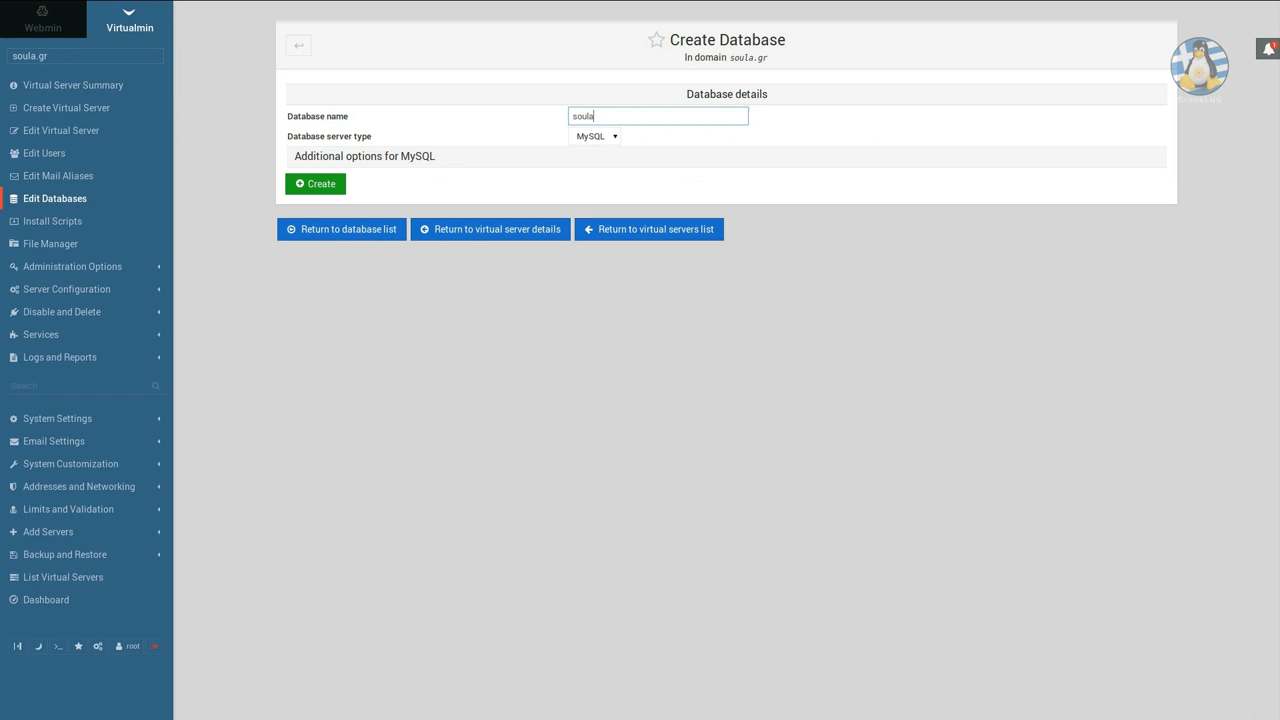 Webmin
Virtualmin
soula.gr
Virtual Server Summary
Create Virtual Server
Edit Virtual Server
Edit Users
Edit Mail Aliases
Edit Databases
Install Scripts
File Manager
Administration Options
Server Configuration
Disable and Delete
Services
Logs and Reports
Search
System Settings
Email Settings
System Customization
Addresses and Networking
Limits and Validation
Add Servers
Backup and Restore
List Virtual Servers
Dashboard
root
Create Database
In domain soula.gr
Database details
Database name soula
Database server type MySQL
Additional options for MySQL
Create
Return to database list Return to virtual server details Return to virtual servers list